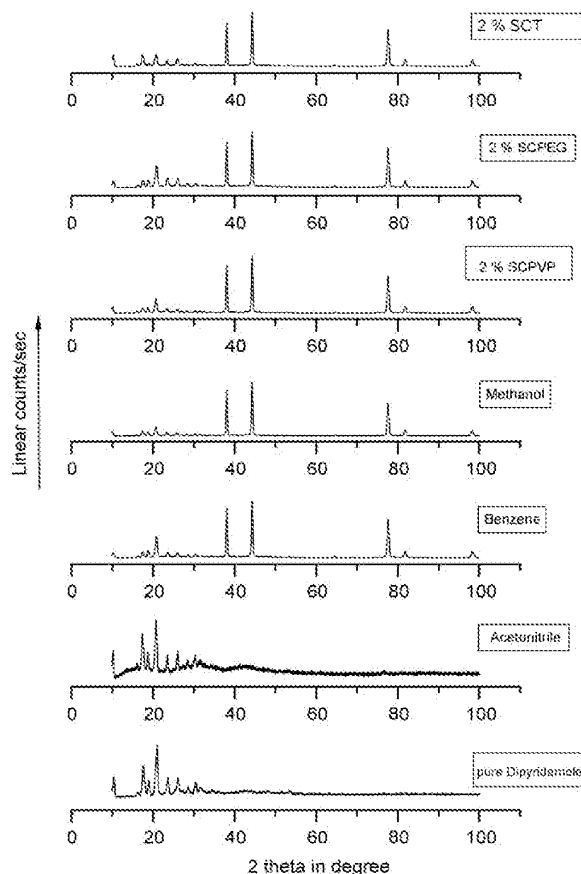 2 % SCT
0 20 40 60 80 100
2 % SCPEG
0 20 40 60 80 100
2 % SCPVP
0 20 40 60 80 100
Linear counts/sec
Methanol
0 20 40 60 80 100
Benzene
0 20 40 60 80 100
Acetonitrile
0 20 40 60 80 100
pure Dipyridamole
0 20 40 60 80 100
2 theta in degree